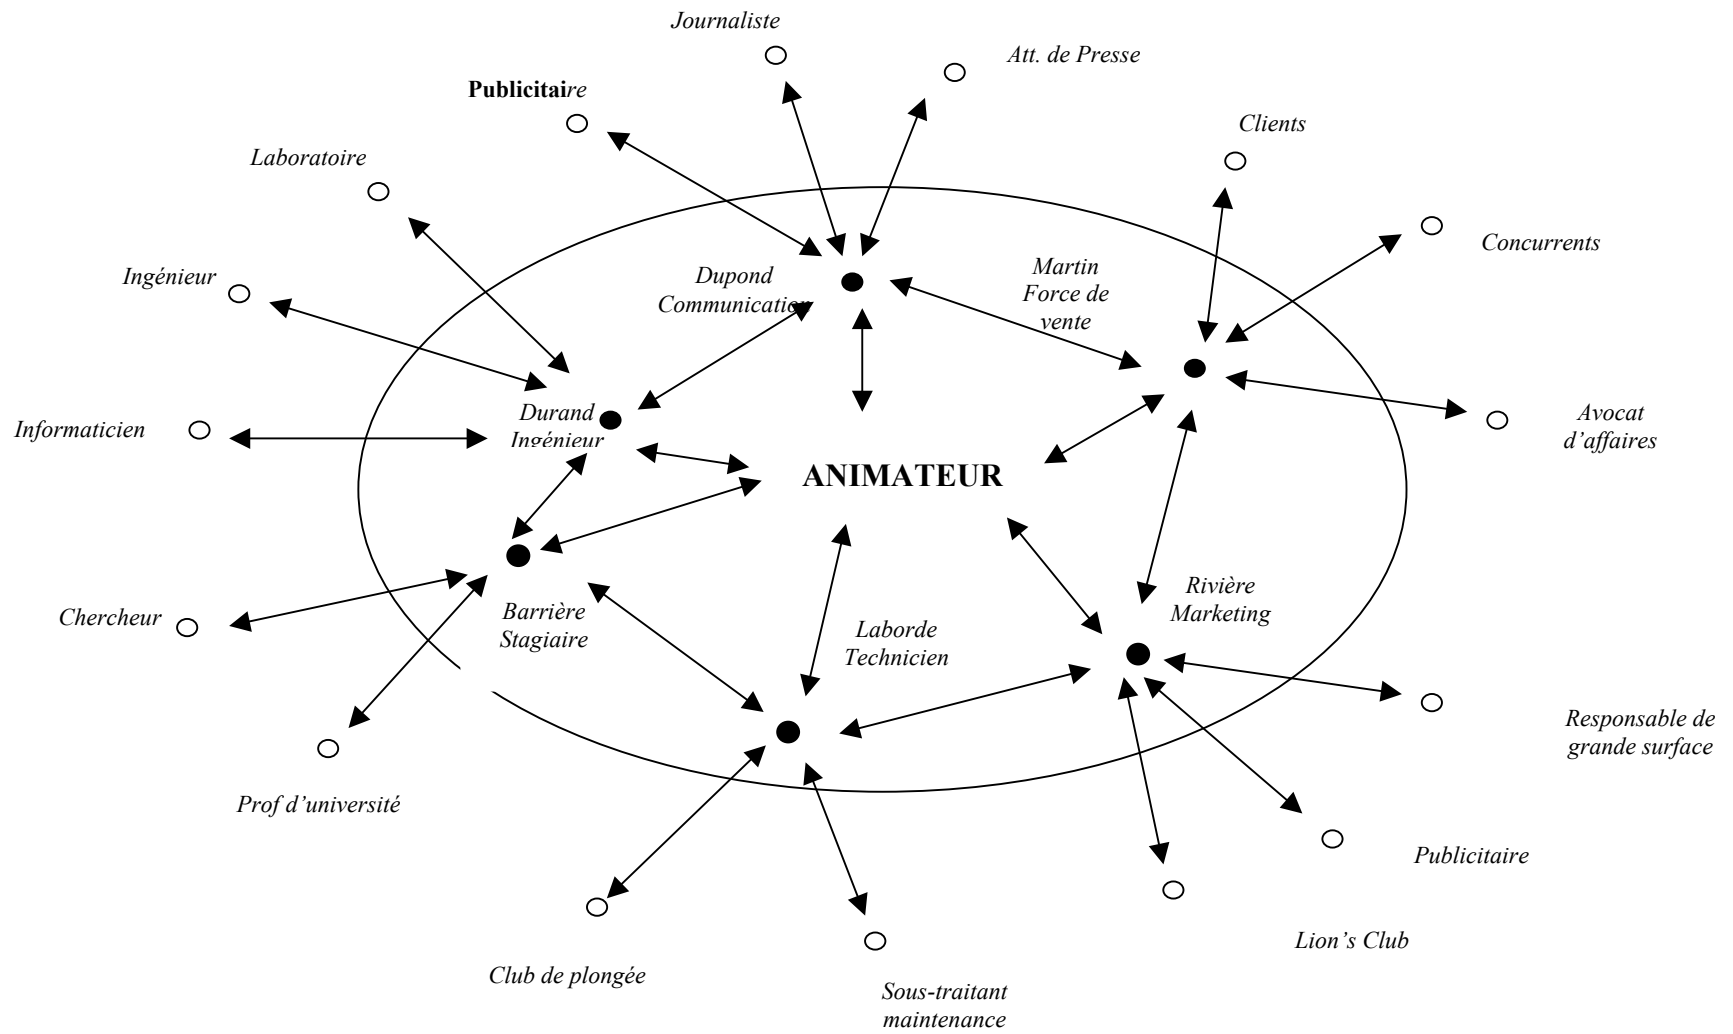 Journaliste
Att. de Presse
Publicitaire
Clients
Laboratoire
Concurrents
Ingénieur
Dupond
Communication
Martin
Force de
vente
Informaticien
Durand
Ingénieur
Avocat
d’affaires
ANIMATEUR
Chercheur
Barrière
Stagiaire
Laborde
Technicien
Rivière
Marketing
Responsable de
grande surface
Prof d’université
Publicitaire
Lion’s Club
Club de plongée
Sous-traitant
maintenance